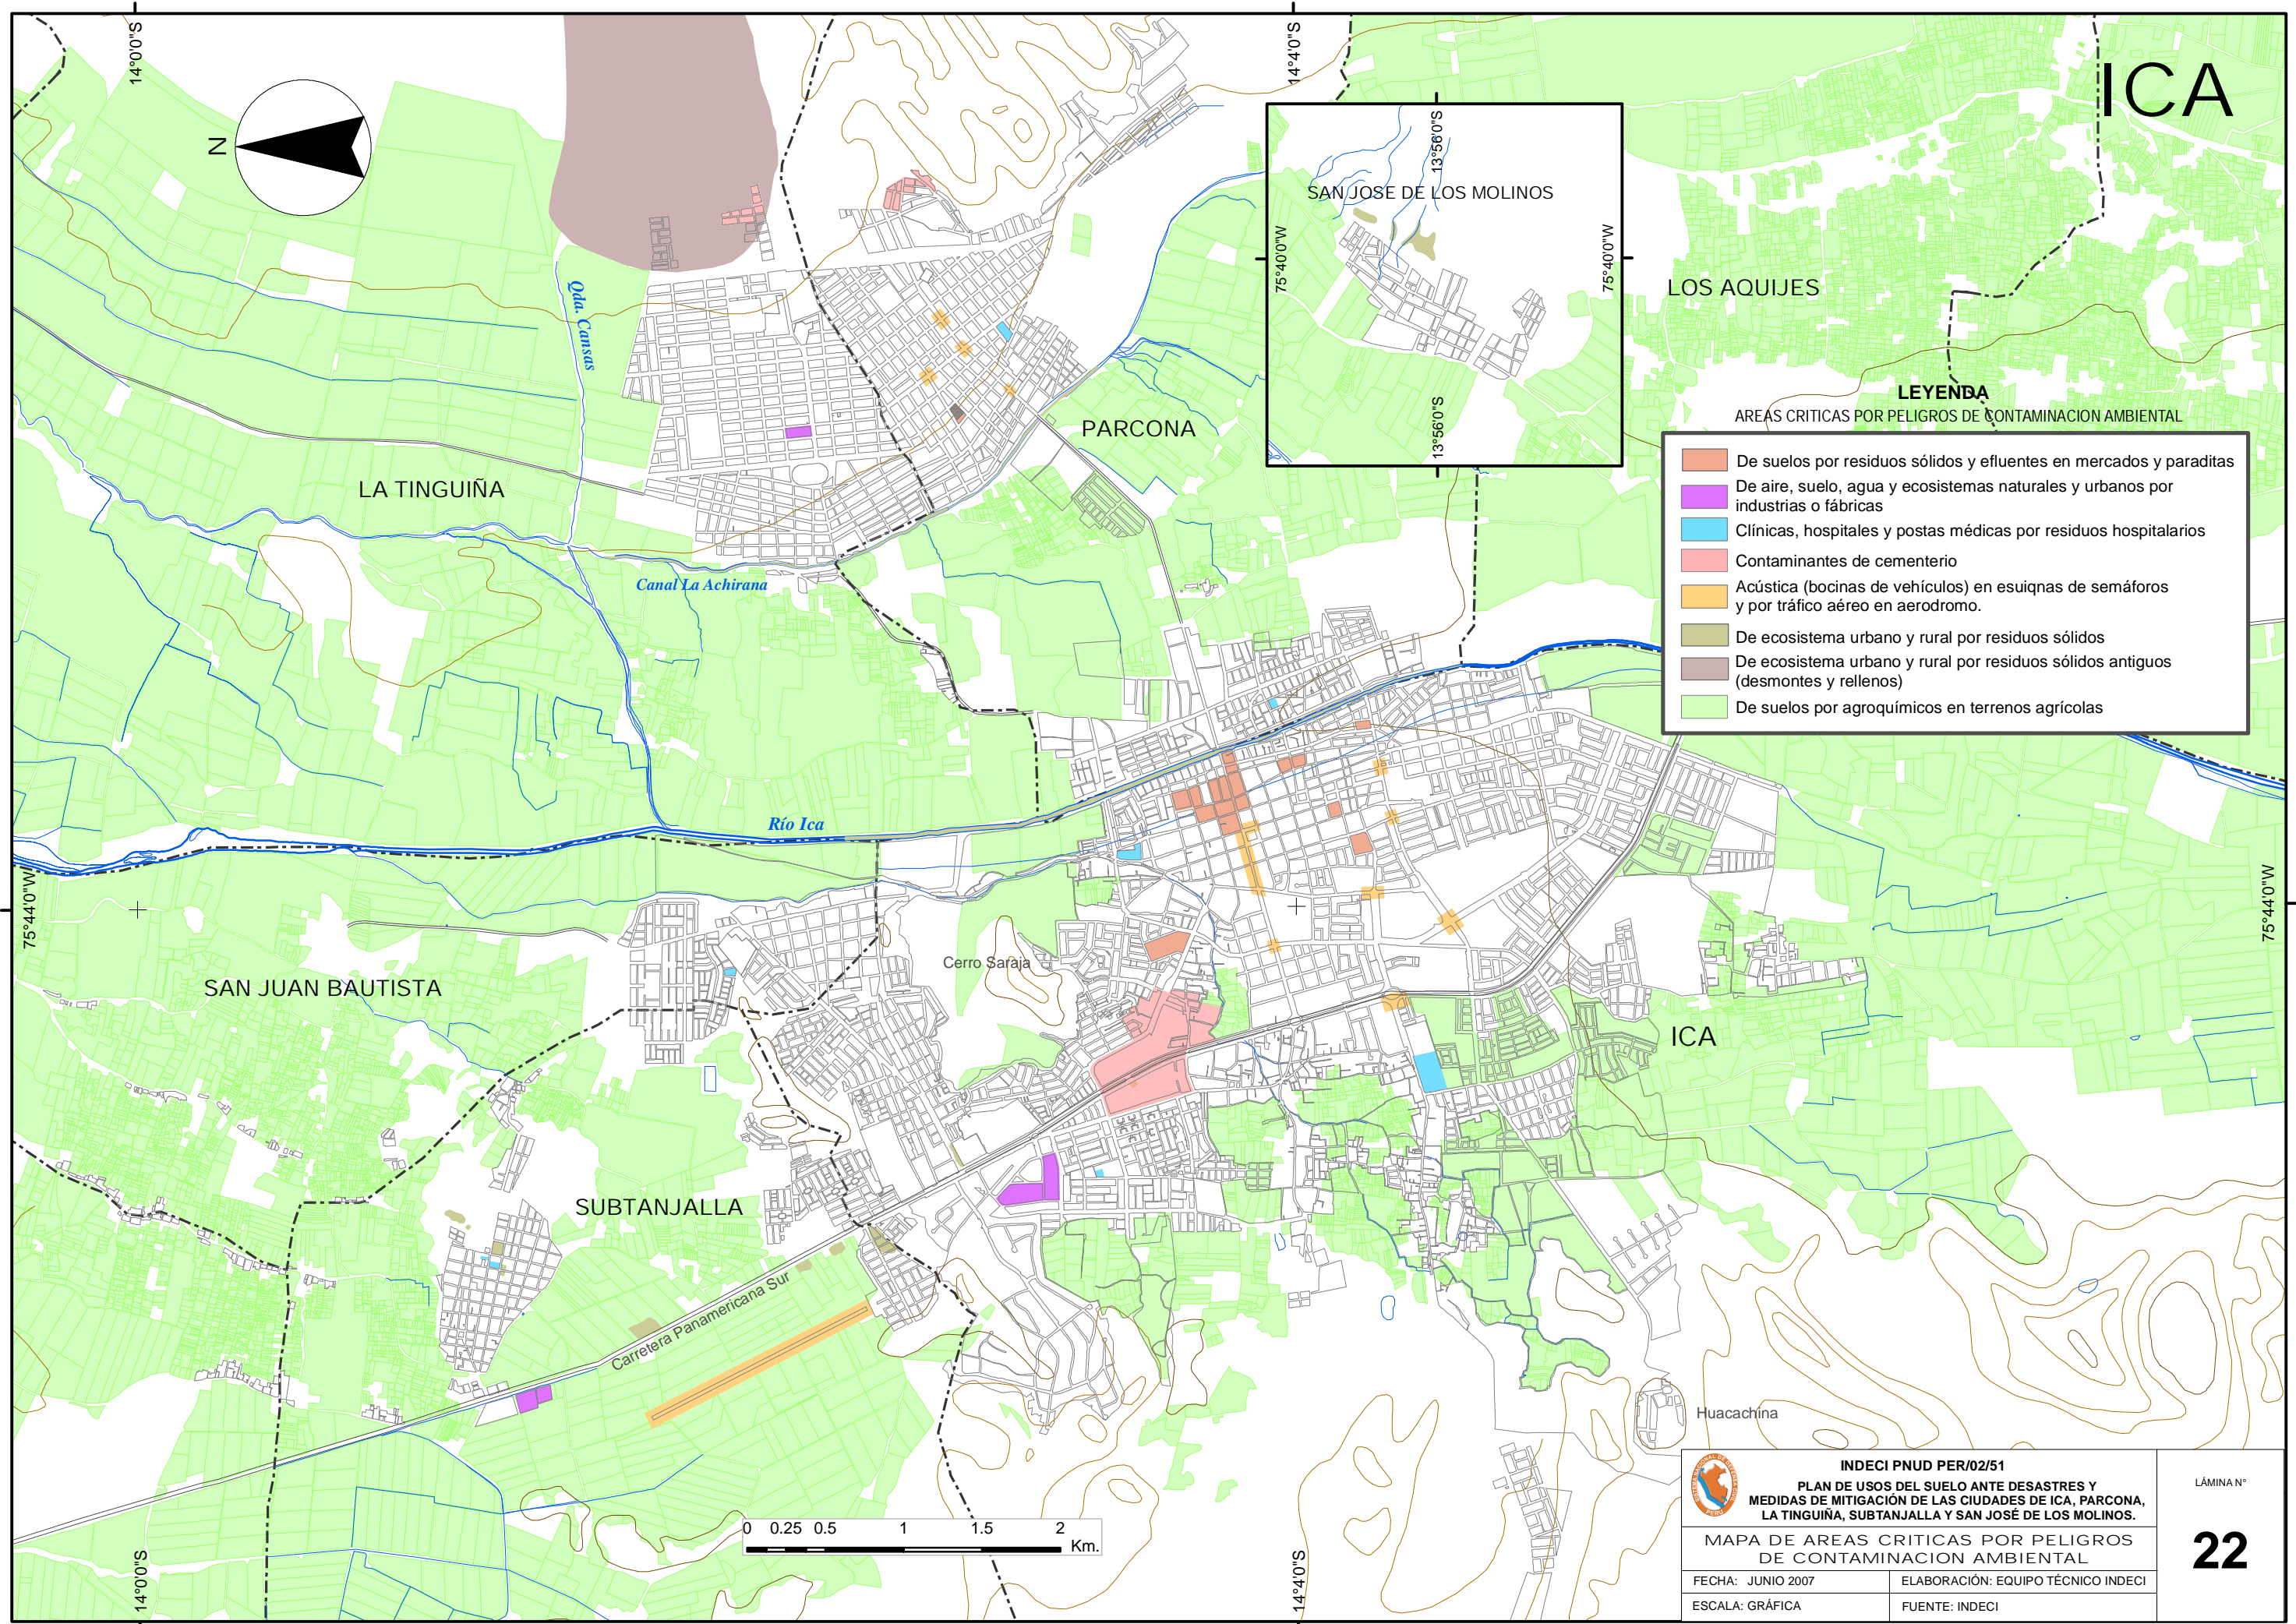 ICA
14°0'0"S
14°4'0"S
N
SAN JOSE DE LOS MOLINOS
13°56'0"S
75°40'0"W
75°40'0"W
13°56'0"S
LOS AQUIJES
Qda. Cansas
PARCONA
LA TINGUIÑA
Canal La Achirana
LEYENDA
AREAS CRITICAS POR PELIGROS DE CONTAMINACION AMBIENTAL
De suelos por residuos sólidos y efluentes en mercados y paraditas
De aire, suelo, agua y ecosistemas naturales y urbanos por
industrias o fábricas
Clínicas, hospitales y postas médicas por residuos hospitalarios
Contaminantes de cementerio
Acústica (bocinas de vehículos) en esuiqnas de semáforos
y por tráfico aéreo en aerodromo.
De ecosistema urbano y rural por residuos sólidos
De ecosistema urbano y rural por residuos sólidos antiguos
(desmontes y rellenos)
De suelos por agroquímicos en terrenos agrícolas
Río Ica
75°44'0"W
75°44'0"W
Cerro Saraja
SAN JUAN BAUTISTA
ICA
SUBTANJALLA
Carretera Panamericana Sur
Huacachina
0 0.25 0.5 1 1.5 2
Km.
14°0'0"S
14°4'0"S
INDECI PNUD PER/02/51
PLAN DE USOS DEL SUELO ANTE DESASTRES Y
MEDIDAS DE MITIGACIÓN DE LAS CIUDADES DE ICA, PARCONA,
LA TINGUIÑA, SUBTANJALLA Y SAN JOSÉ DE LOS MOLINOS.
MAPA DE AREAS CRITICAS POR PELIGROS
DE CONTAMINACION AMBIENTAL
FECHA: JUNIO 2007
ELABORACIÓN: EQUIPO TÉCNICO INDECI
ESCALA: GRÁFICA
FUENTE: INDECI
LÁMINA N°
22